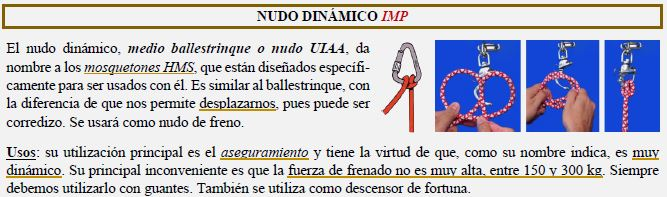 NUDO DINÁMICO IMP
El nudo dinámico, medio ballestrinque o nudo UIAA, da
nombre a los mosquetones HMS, que están diseñados específi-
camente para ser usados con él. Es similar al ballestrinque, con
la diferencia de que nos permite desplazarnos, pues puede ser
corredizo. Se usará como nudo de freno.
Usos: su utilización principal es el aseguramiento y tiene la virtud de que, como su nombre indica, es muy
dinámico. Su principal inconveniente es que la fuerza de frenado no es muy alta, entre 150 y 300 kg. Siempre
debemos utilizarlo con guantes. También se utiliza como descensor de fortuna.